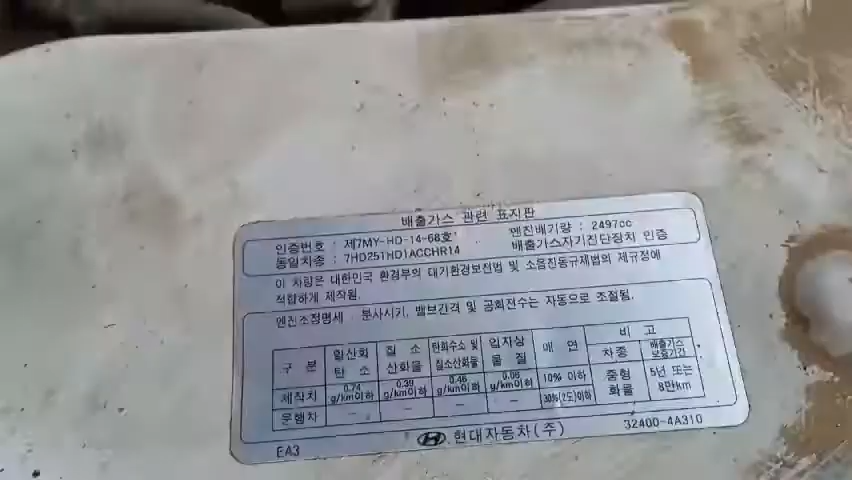 배출가스 관련 표지판
인증번호 : 제7MY-HD-14-68호 엔진배기량 : 2497cc
동일차종 : 7HD251HD1ACCHR14 배출가스자기진단장치 인증
이 차량은 대한민국 환경부의 대기환경보전법 및 소음진동규제법의 제규정에
적합하게 제작됨.
엔진조정명세 : 분사시기, 밸브간격 및 공회전수는 자동으로 조절됨.
구 분 일산화 탄 소 질 소 산화물 탄화수소 및 질소산화물 입자상 물 질 매 연 비 고
차종 배출가스 보증기간
제작차 0.74 g/km이하 0.39 g/km이하 0.46 g/km이하 0.06 g/km이하 10% 이하 중형 화물 5년 또는 8만km
운행차 － － － － 30%(2도)이하
EA3 현대자동차(주) 32400-4A310